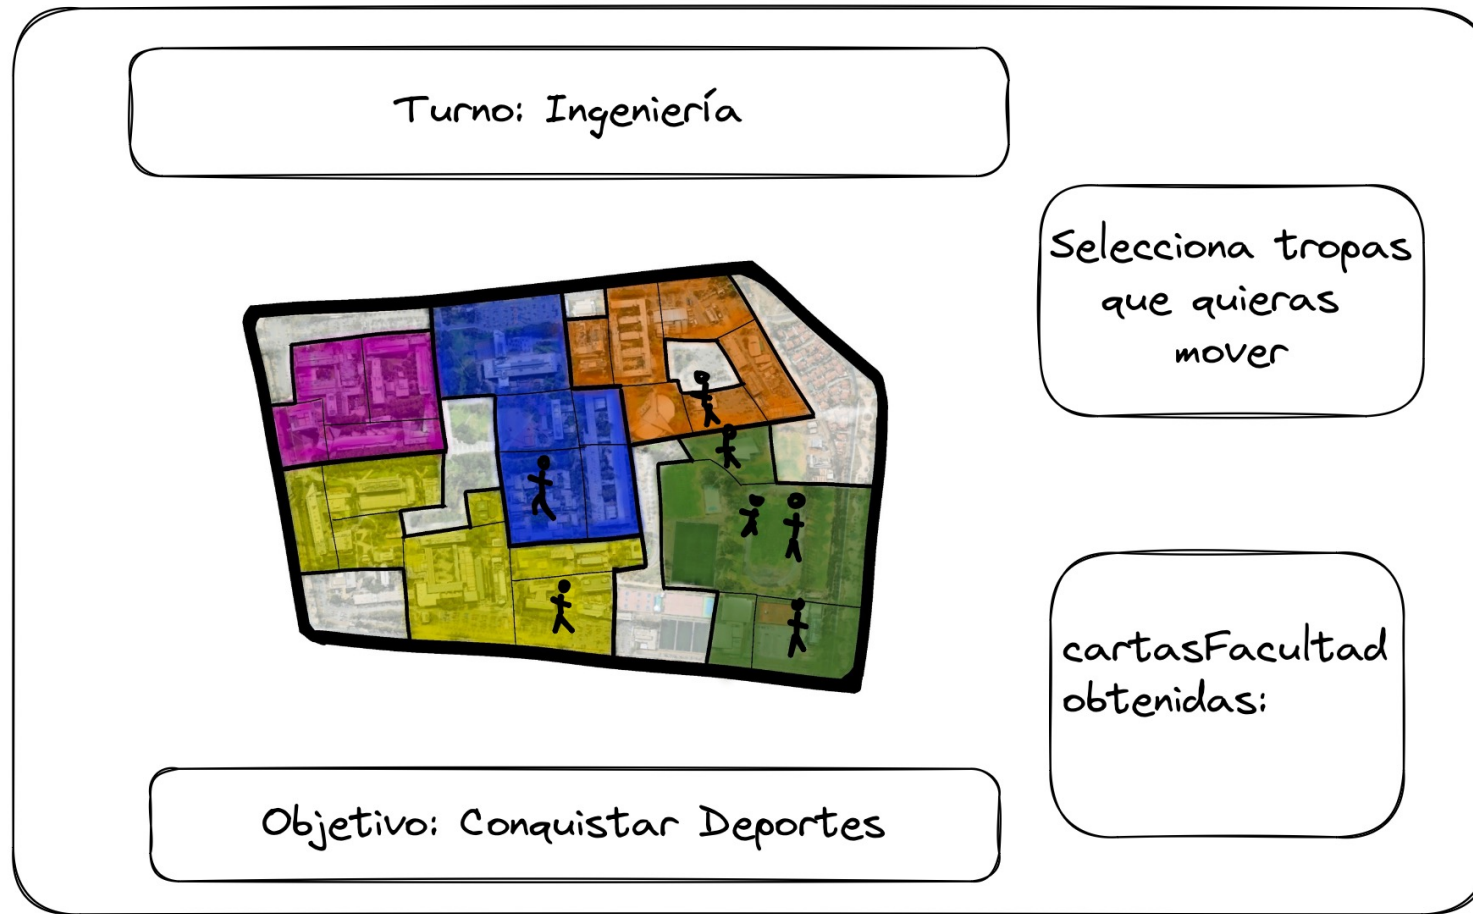 Turno: Ingeniería
Selecciona tropas
que quieras
mover
cartasFacultad
obtenidas:
Objetivo: Conquistar Deportes